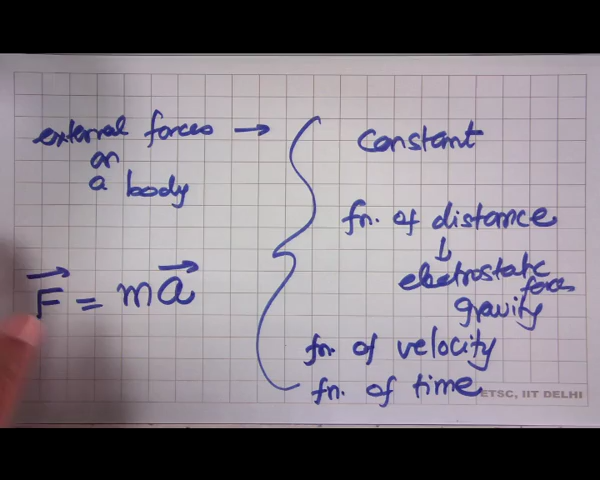 external forces →
on
a body
F = ma
constant
fn. of distance
↓
electrostatic forces
gravity
fn. of velocity
fn. of time
ETSC, IIT DELHI